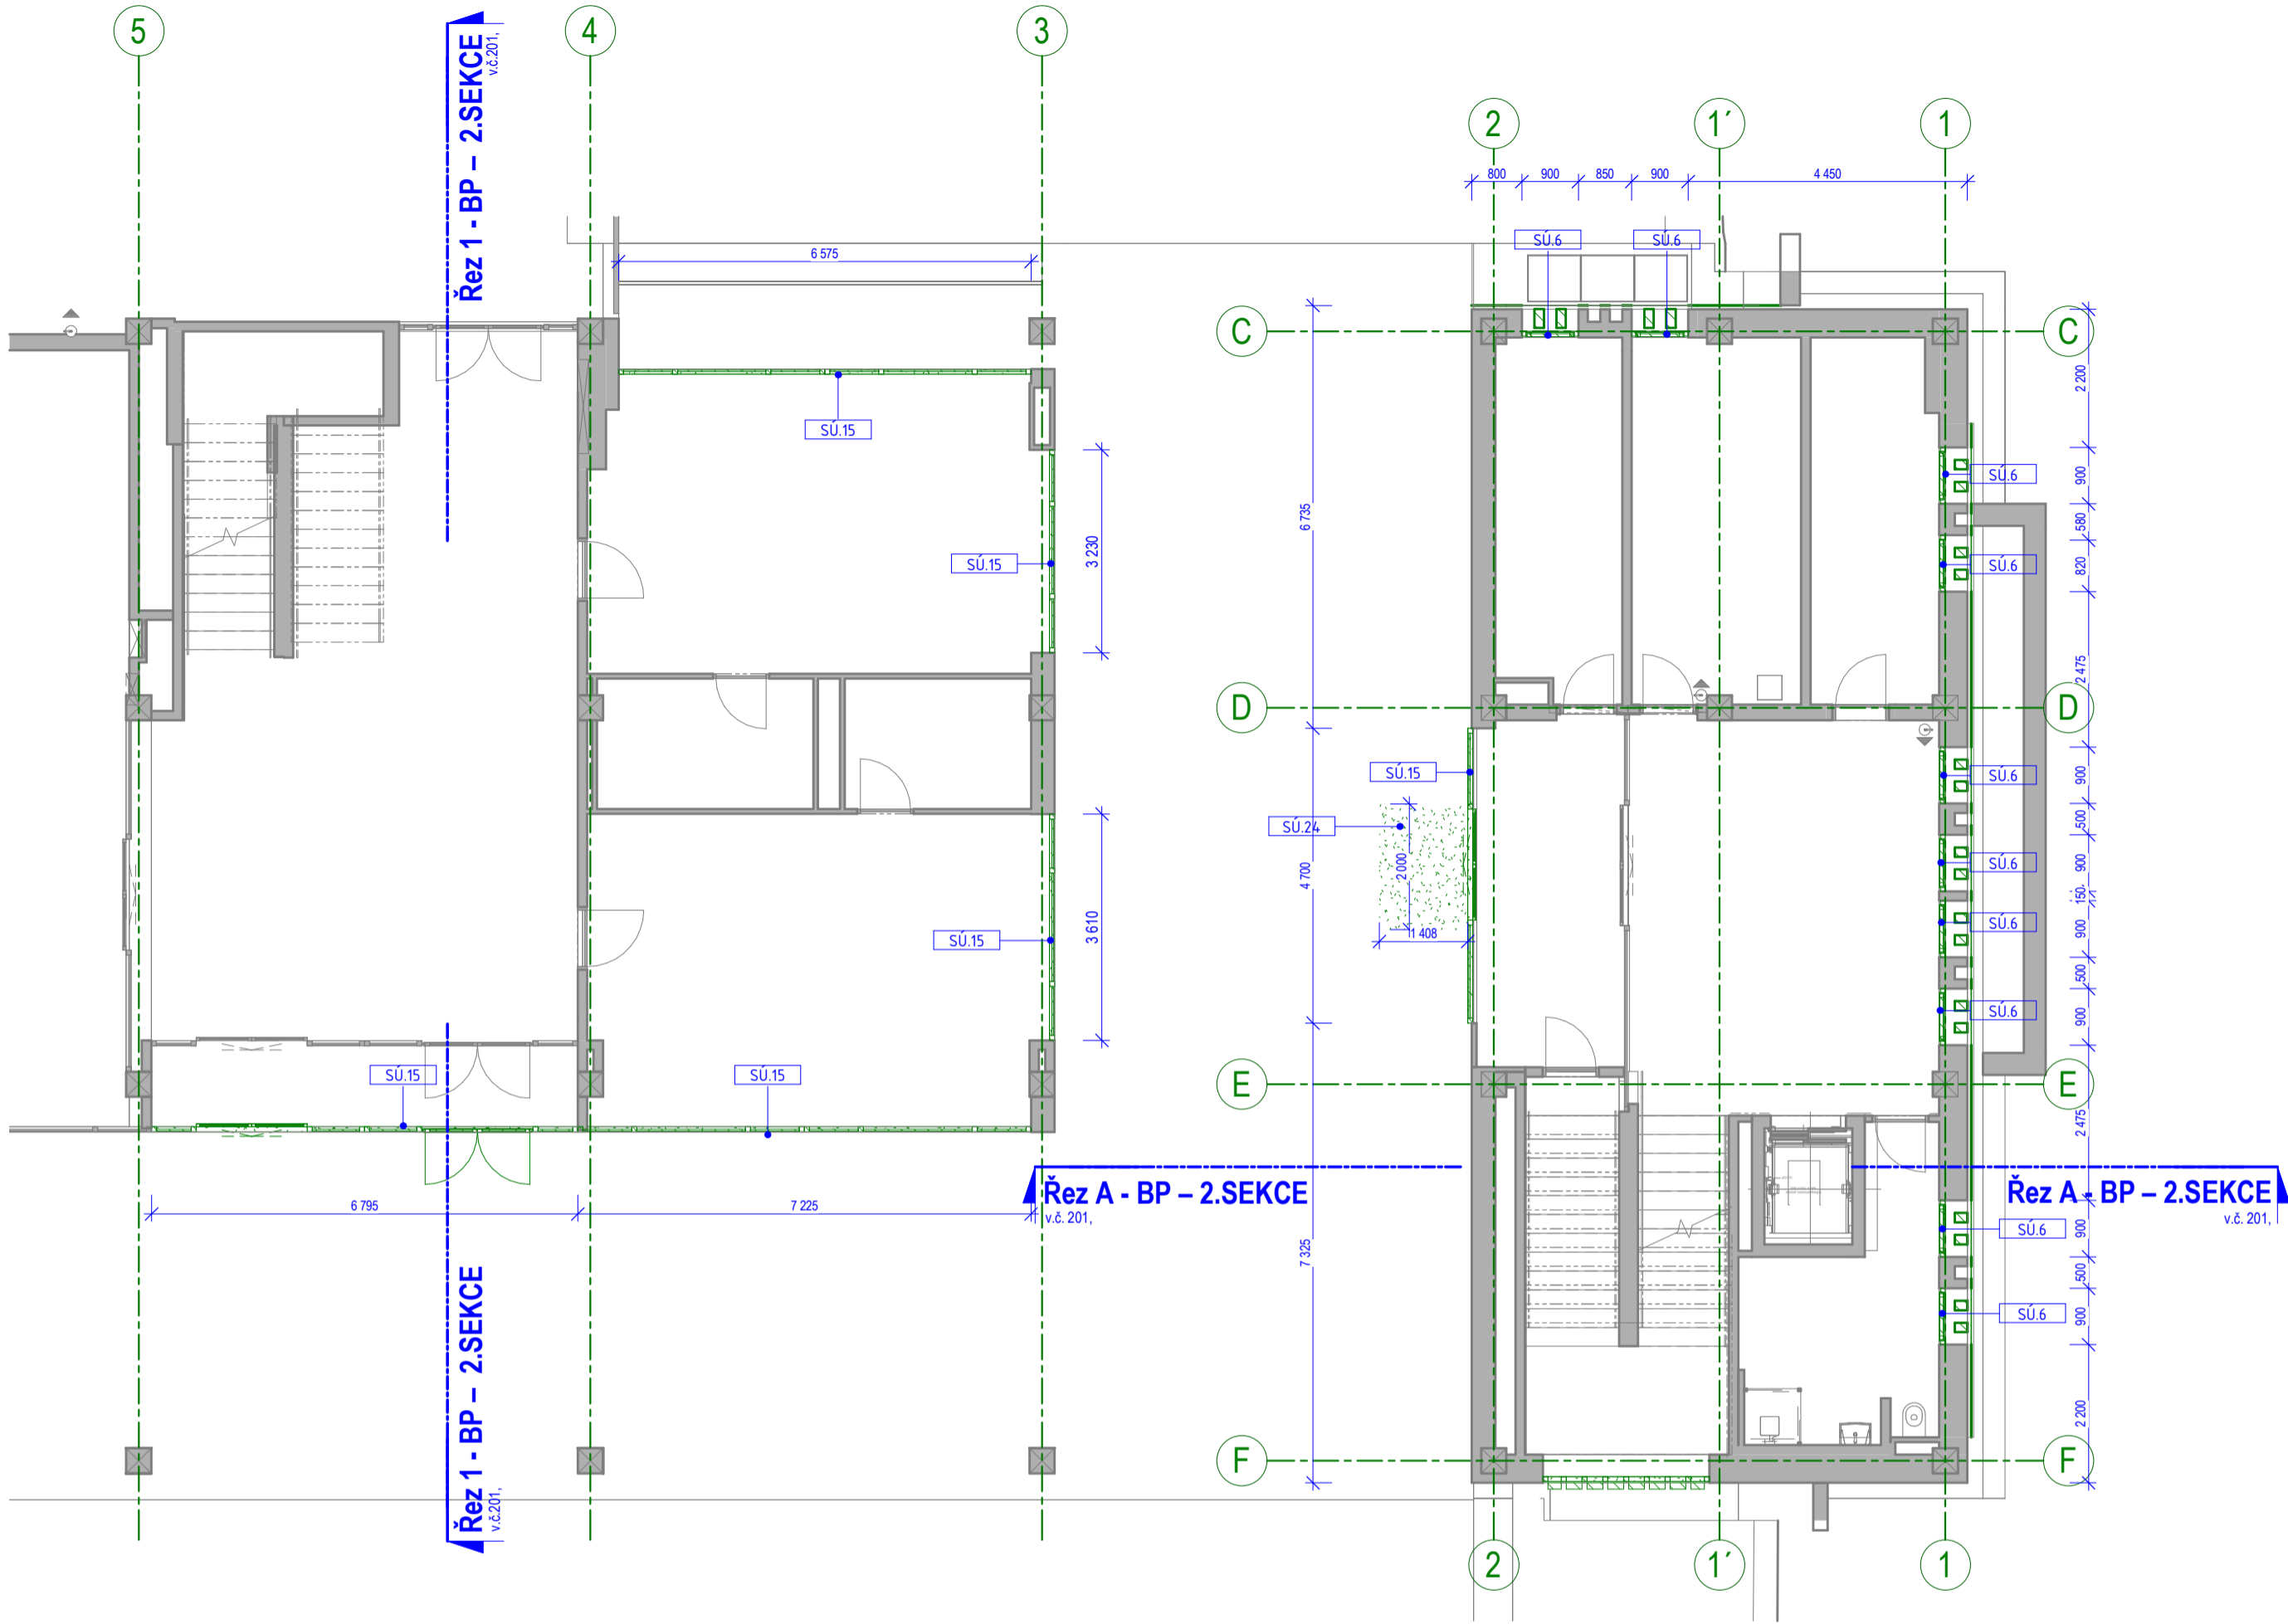 5
4
3
Řez 1 - BP – 2.SEKCE
v.č.201,
2
1´
1
800
900
850
900
4 450
6 575
SÚ.6
SÚ.6
C
C
2 200
SÚ.15
SÚ.6
900
6 735
580
3 230
SÚ.15
SÚ.6
820
2 475
D
D
SÚ.15
SÚ.6
900
SÚ.24
500
2 000
4 700
SÚ.6
900
150
SÚ.15
3 610
1 408
SÚ.6
900
500
SÚ.6
900
SÚ.15
SÚ.15
E
E
2 475
Řez A - BP – 2.SEKCE
v.č. 201,
Řez A - BP – 2.SEKCE
v.č. 201,
6 795
7 225
7 325
SÚ.6
900
500
SÚ.6
900
Řez 1 - BP – 2.SEKCE
v.č.201,
2 200
F
F
2
1´
1